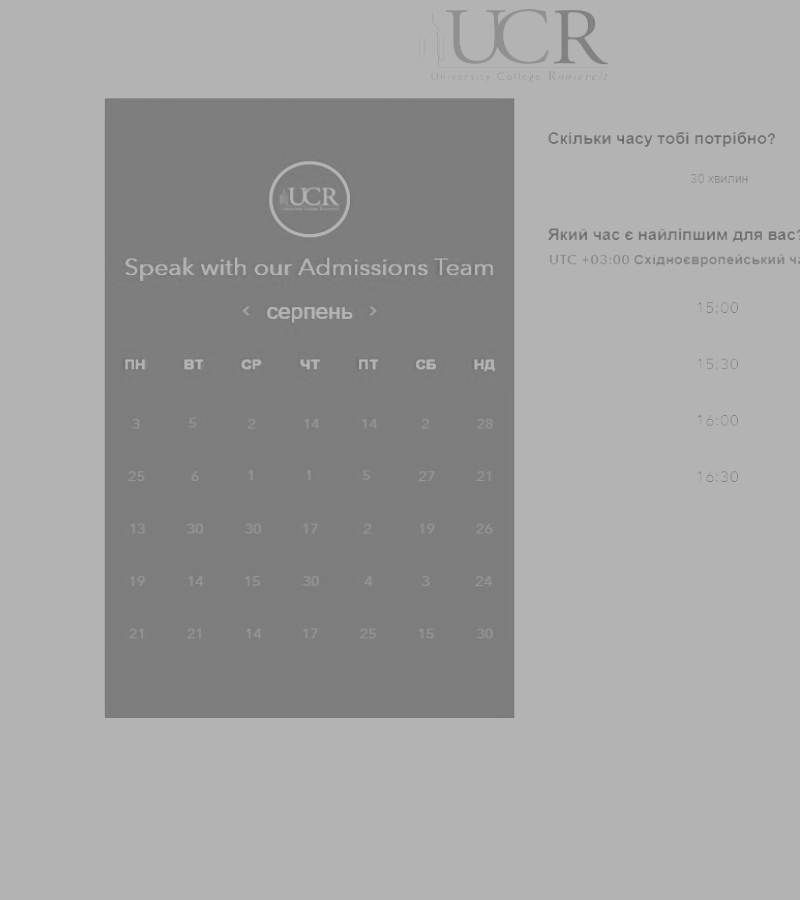 UCR
University College Roosevelt
UCR
Speak with our Admissions Team
серпень
ПН ВТ СР ЧТ ПТ СБ НД
3 5 2 14 14 2 28
25 6 1 1 5 27 21
13 30 30 17 2 19 26
19 14 15 30 4 3 24
21 21 14 17 25 15 30
Скільки часу тобі потрібно?
30 хвилин
Який час є найліпшим для вас?
UTC +03:00 Східноєвропейський ча
15:00
15:30
16:00
16:30